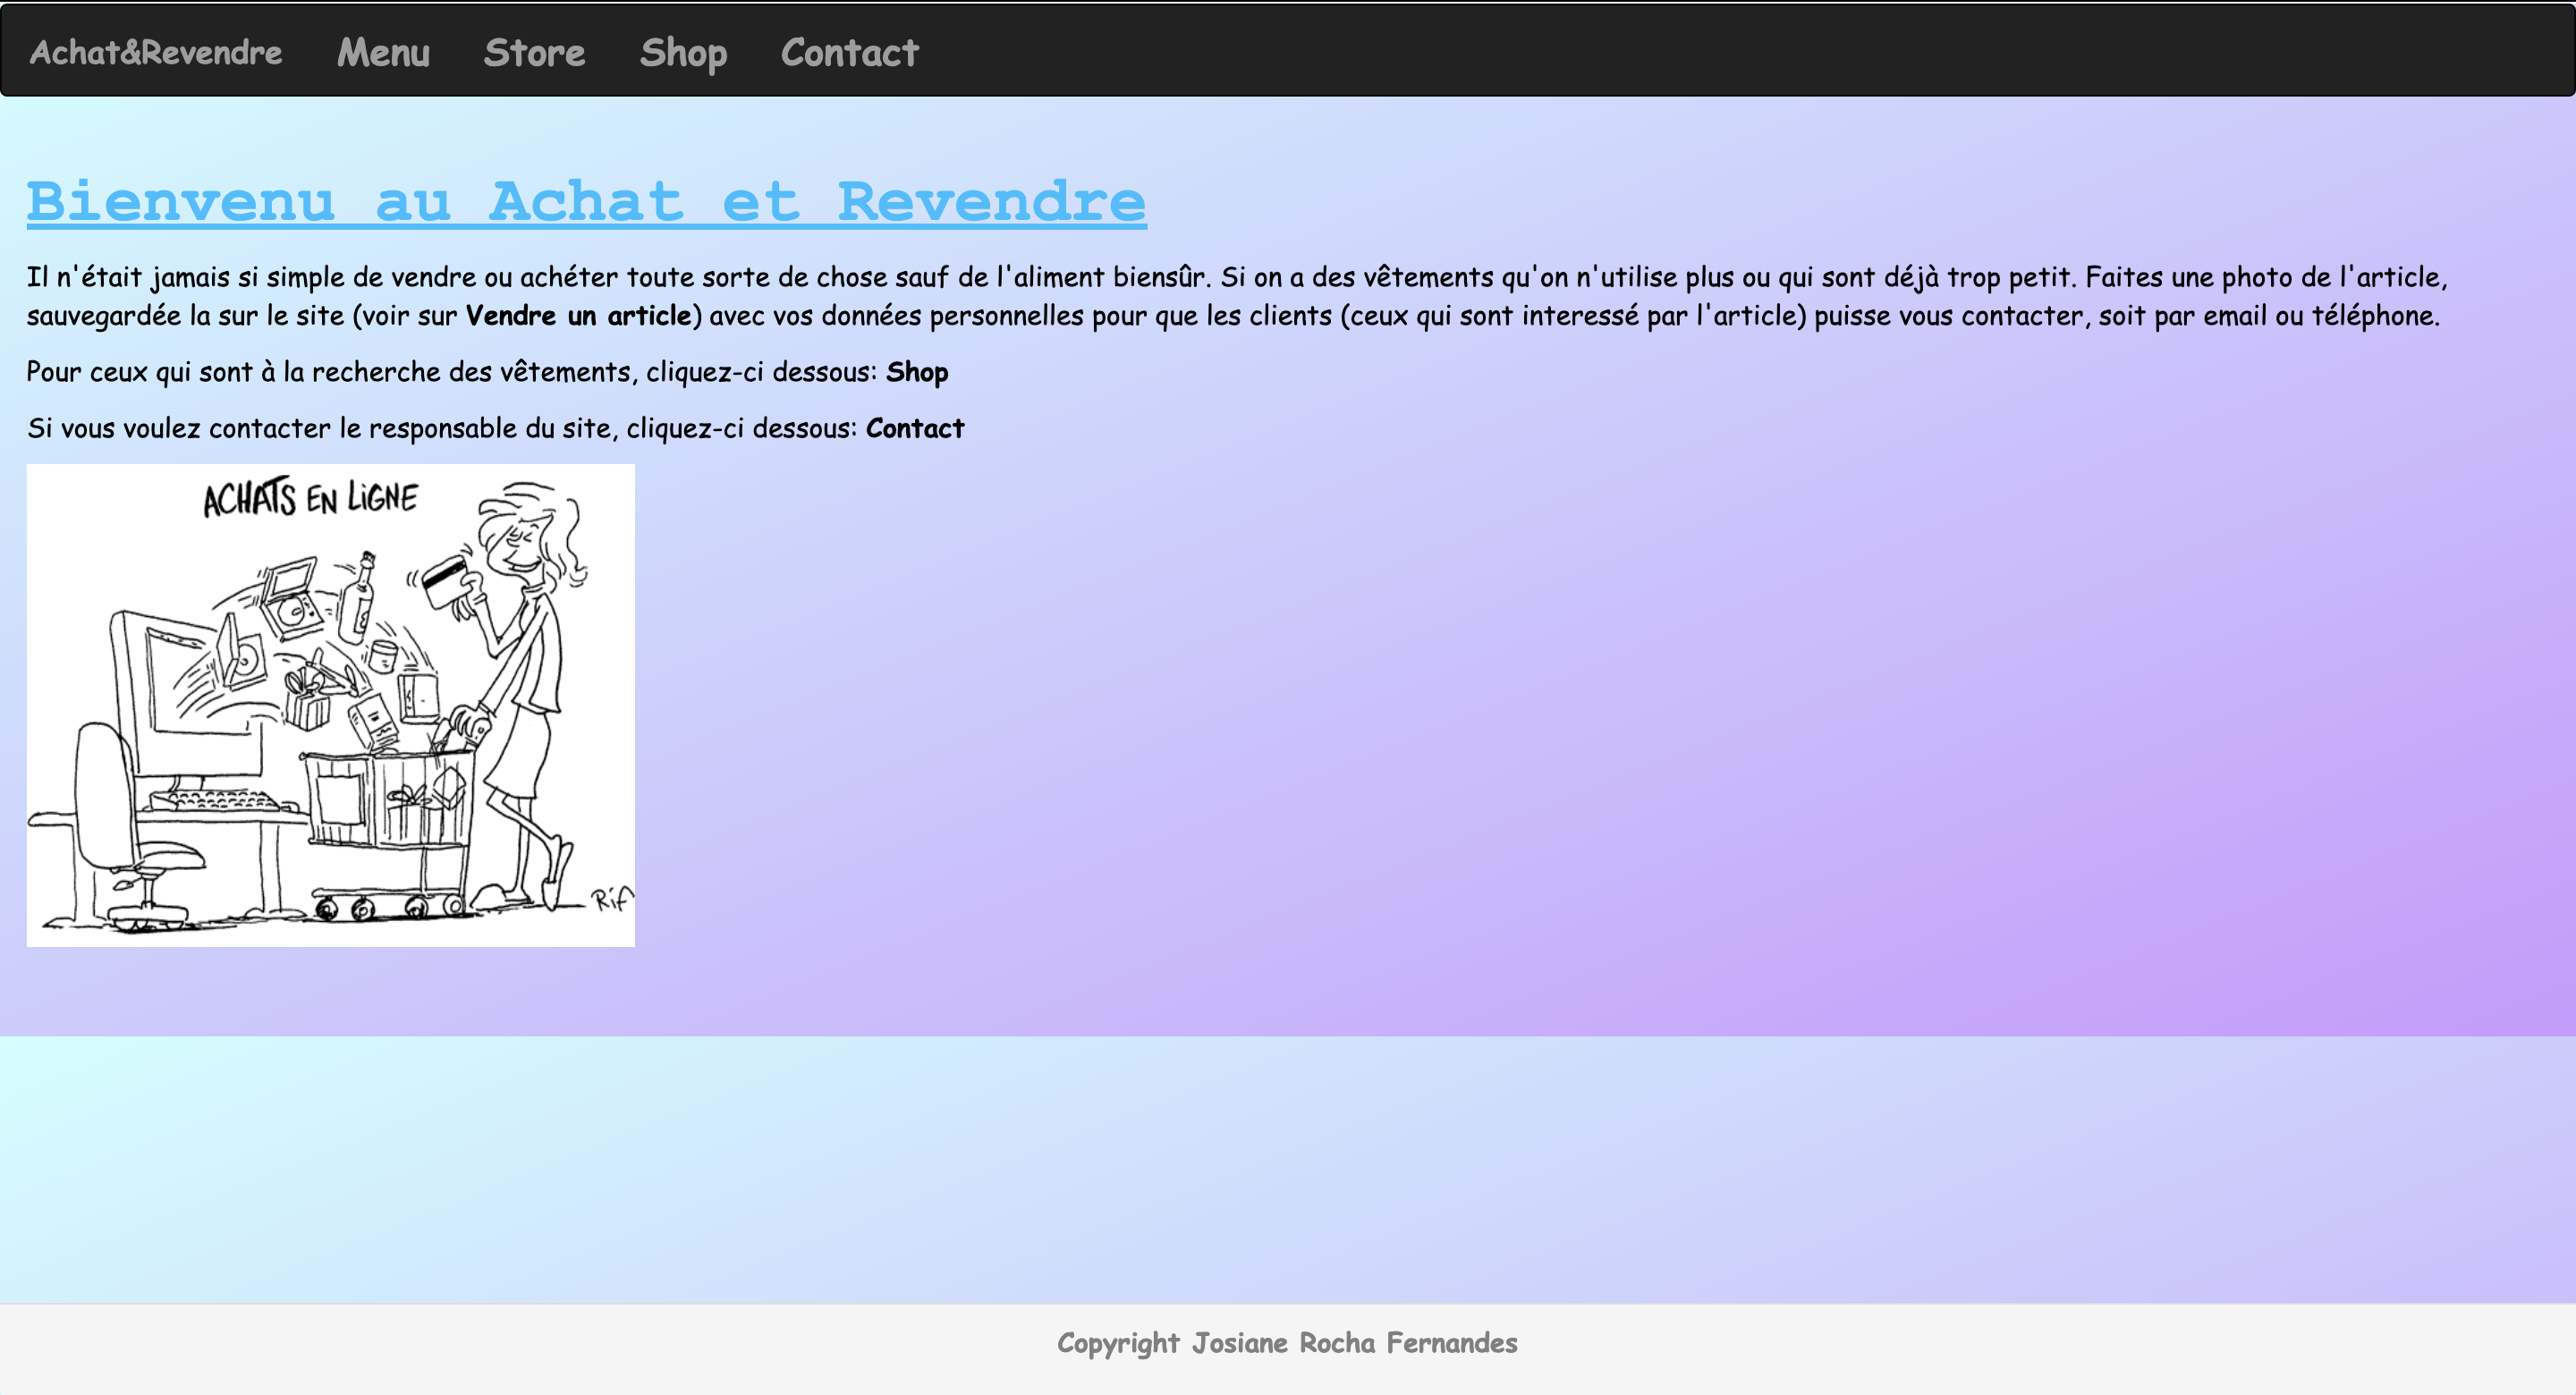 Achat&Revendre Menu Store Shop Contact
Bienvenu au Achat et Revendre
Il n'était jamais si simple de vendre ou achéter toute sorte de chose sauf de l'aliment biensûr. Si on a des vêtements qu'on n'utilise plus ou qui sont déjà trop petit. Faites une photo de l'article,
sauvegardée la sur le site (voir sur Vendre un article) avec vos données personnelles pour que les clients (ceux qui sont interessé par l'article) puisse vous contacter, soit par email ou téléphone.
Pour ceux qui sont à la recherche des vêtements, cliquez-ci dessous: Shop
Si vous voulez contacter le responsable du site, cliquez-ci dessous: Contact
ACHATS EN LiGNE
Rif
Copyright Josiane Rocha Fernandes